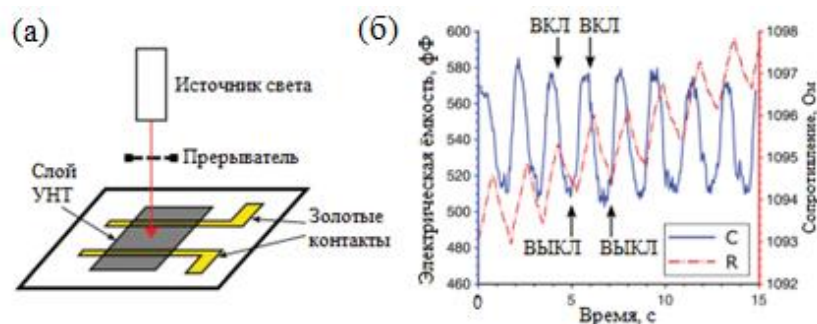 (а)
Источник света
Прерыватель
Слой
УНТ
Золотые
контакты
(б)
ВКЛ ВКЛ
ВЫКЛ ВЫКЛ
Электрическая ёмкость, фФ
600
580
560
540
520
500
480
460
0 5 10 15
Время, с
C
R
1098
1097
1096
1095
1094
1093
1092
Сопротивление, Ом